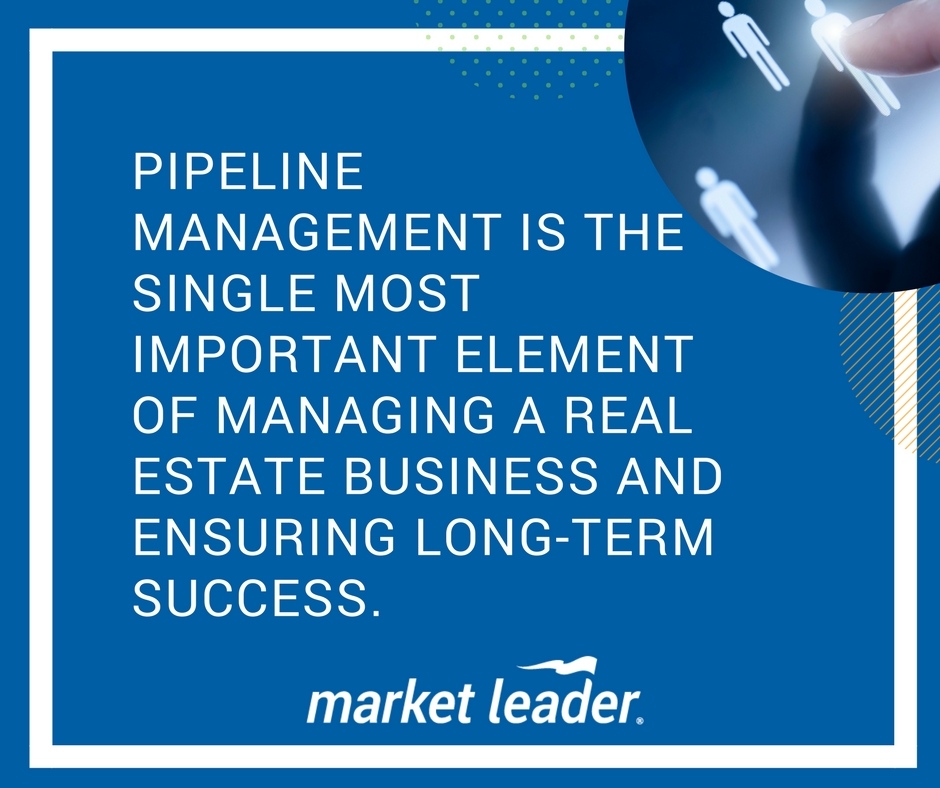 PIPELINE
MANAGEMENT IS THE
SINGLE MOST
IMPORTANT ELEMENT
OF MANAGING A REAL
ESTATE BUSINESS AND
ENSURING LONG-TERM
SUCCESS.
market leader®